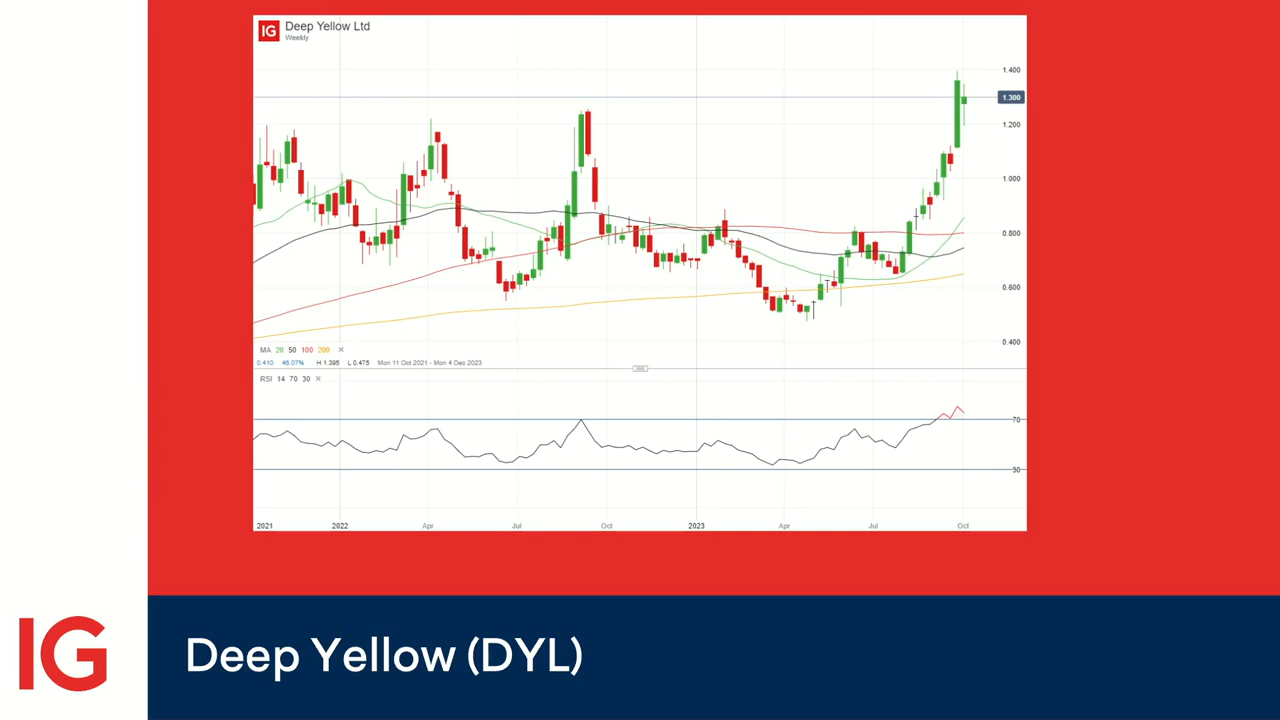 IG Deep Yellow Ltd
Weekly
1.400
1.300
1.200
1.000
0.800
0.600
0.400
MA 20 50 100 200 ×
0.410 46.07% H 1.395 L 0.475 Mon 11 Oct 2021 - Mon 4 Dec 2023
RSI 14 70 30 ×
70
30
2021 2022 Apr Jul Oct 2023 Apr Jul Oct
IG
Deep Yellow (DYL)